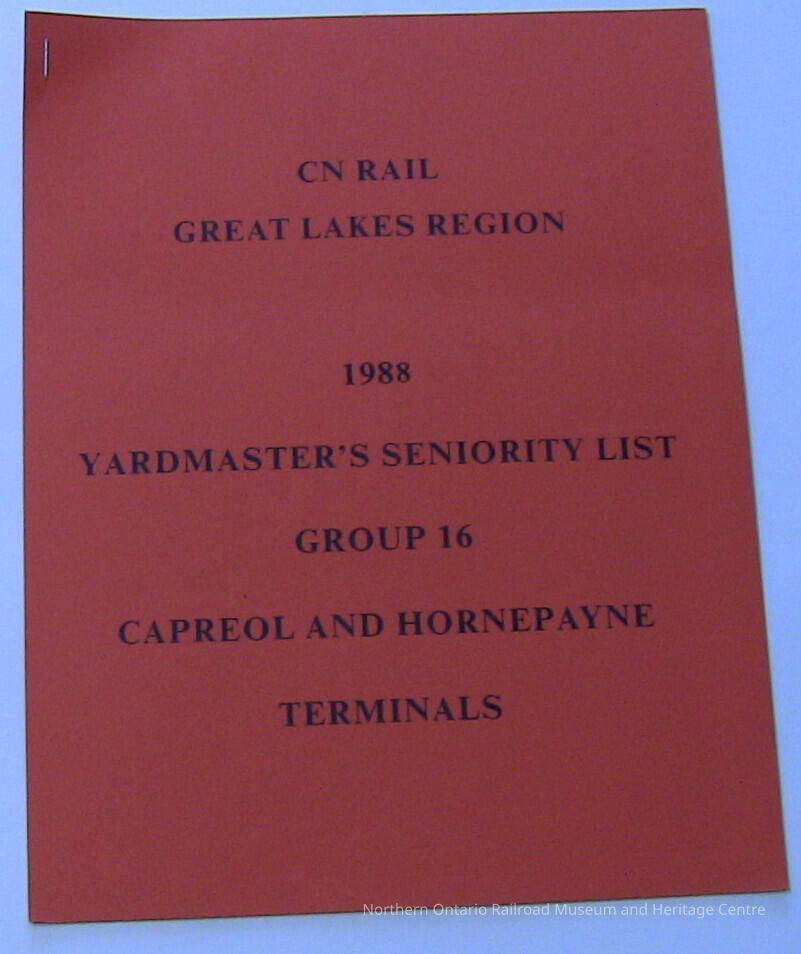 CN RAIL
GREAT LAKES REGION
1988
YARDMASTER'S SENIORITY LIST
GROUP 16
CAPREOL AND HORNEPAYNE
TERMINALS
Northern Ontario Railroad Museum and Heritage Centre